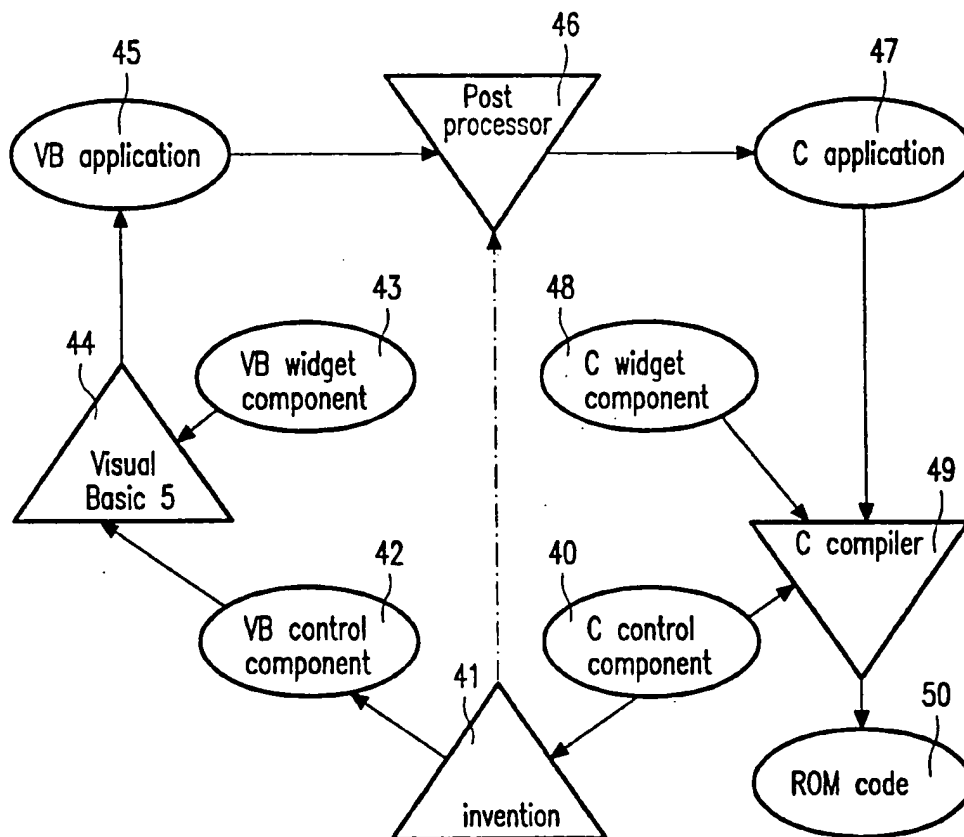 45
VB application
46
Post
processor
47
C application
43
VB widget
component
48
C widget
component
44
Visual
Basic 5
49
C compiler
42
VB control
component
40
C control
component
41
invention
50
ROM code